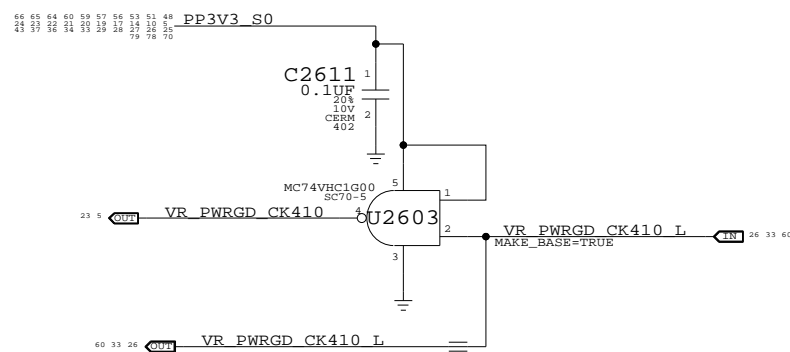 66 65 64 60 59 57 56 53 51 48
24 23 22 21 20 19 17 14 10 5 PP3V3_S0
43 37 36 34 33 29 28 27 26 25
79 78 70
C2611 1
0.1UF
20%
10V
CERM 2
402
MC74VHC1G00 5
SC70-5 1
23 5 OUT VR_PWRGD_CK410 4 U2603
2 VR_PWRGD_CK410_L IN 26 33 60
MAKE_BASE=TRUE
3
60 33 26 OUT VR_PWRGD_CK410_L